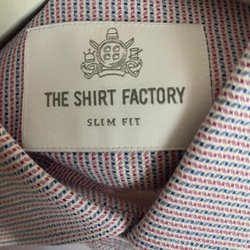 THE SHIRT FACTORY
SLIM FIT